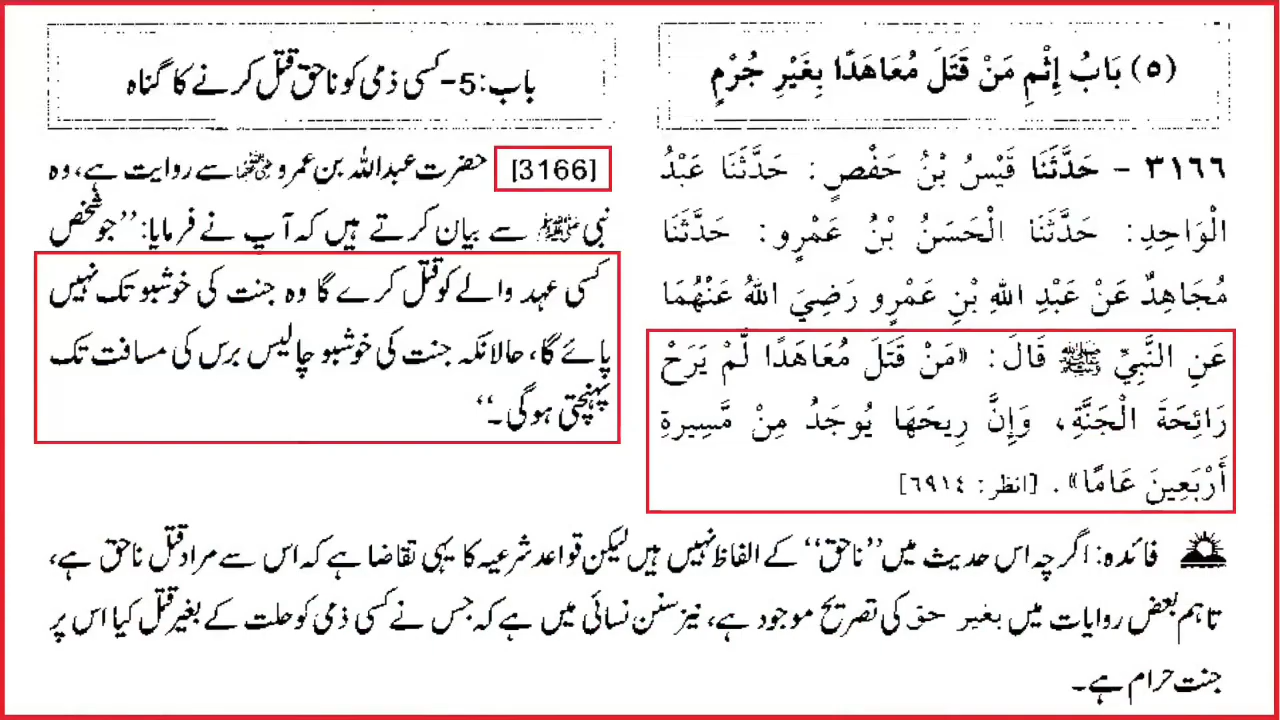 (٥) بَابُ إِثْمِ مَنْ قَتَلَ مُعَاهَدًا بِغَيْرِ جُرْمٍ
٣١٦٦ - حَدَّثَنَا قَيْسُ بْنُ حَفْصٍ: حَدَّثَنَا عَبْدُ
الْوَاحِدِ: حَدَّثَنَا الْحَسَنُ بْنُ عَمْرٍو: حَدَّثَنَا
مُجَاهِدٌ عَنْ عَبْدِ اللهِ بْنِ عَمْرٍو رَضِيَ اللهُ عَنْهُمَا
عَنِ النَّبِيِّ ﷺ قَالَ: «مَنْ قَتَلَ مُعَاهَدًا لَّمْ يَرَحْ
رَائِحَةَ الْجَنَّةِ، وَإِنَّ رِيحَهَا يُوجَدُ مِنْ مَّسِيرةِ
أَرْبَعِينَ عَامًا». [انظر: ٦٩١٤]
باب:5- کسی ذمی کو ناحق قتل کرنے کا گناہ
[3166] حضرت عبداللہ بن عمرو رضی اللہ عنہما سے روایت ہے، وہ
نبی ﷺ سے بیان کرتے ہیں کہ آپ نے فرمایا: ’’جو شخص
کسی عہد والے کو قتل کرے گا وہ جنت کی خوشبو تک نہیں
پائے گا، حالانکہ جنت کی خوشبو چالیس برس کی مسافت تک
پہنچتی ہوگی۔‘‘
فائدہ: اگرچہ اس حدیث میں ’’ناحق‘‘ کے الفاظ نہیں ہیں لیکن قواعد شرعیہ کا یہی تقاضا ہے کہ اس سے مراد قتل ناحق ہے،
تاہم بعض روایات میں بغیر حق کی تصریح موجود ہے، نیز سنن نسائی میں ہے کہ جس نے کسی ذمی کو حلت کے بغیر قتل کیا اس پر
جنت حرام ہے۔